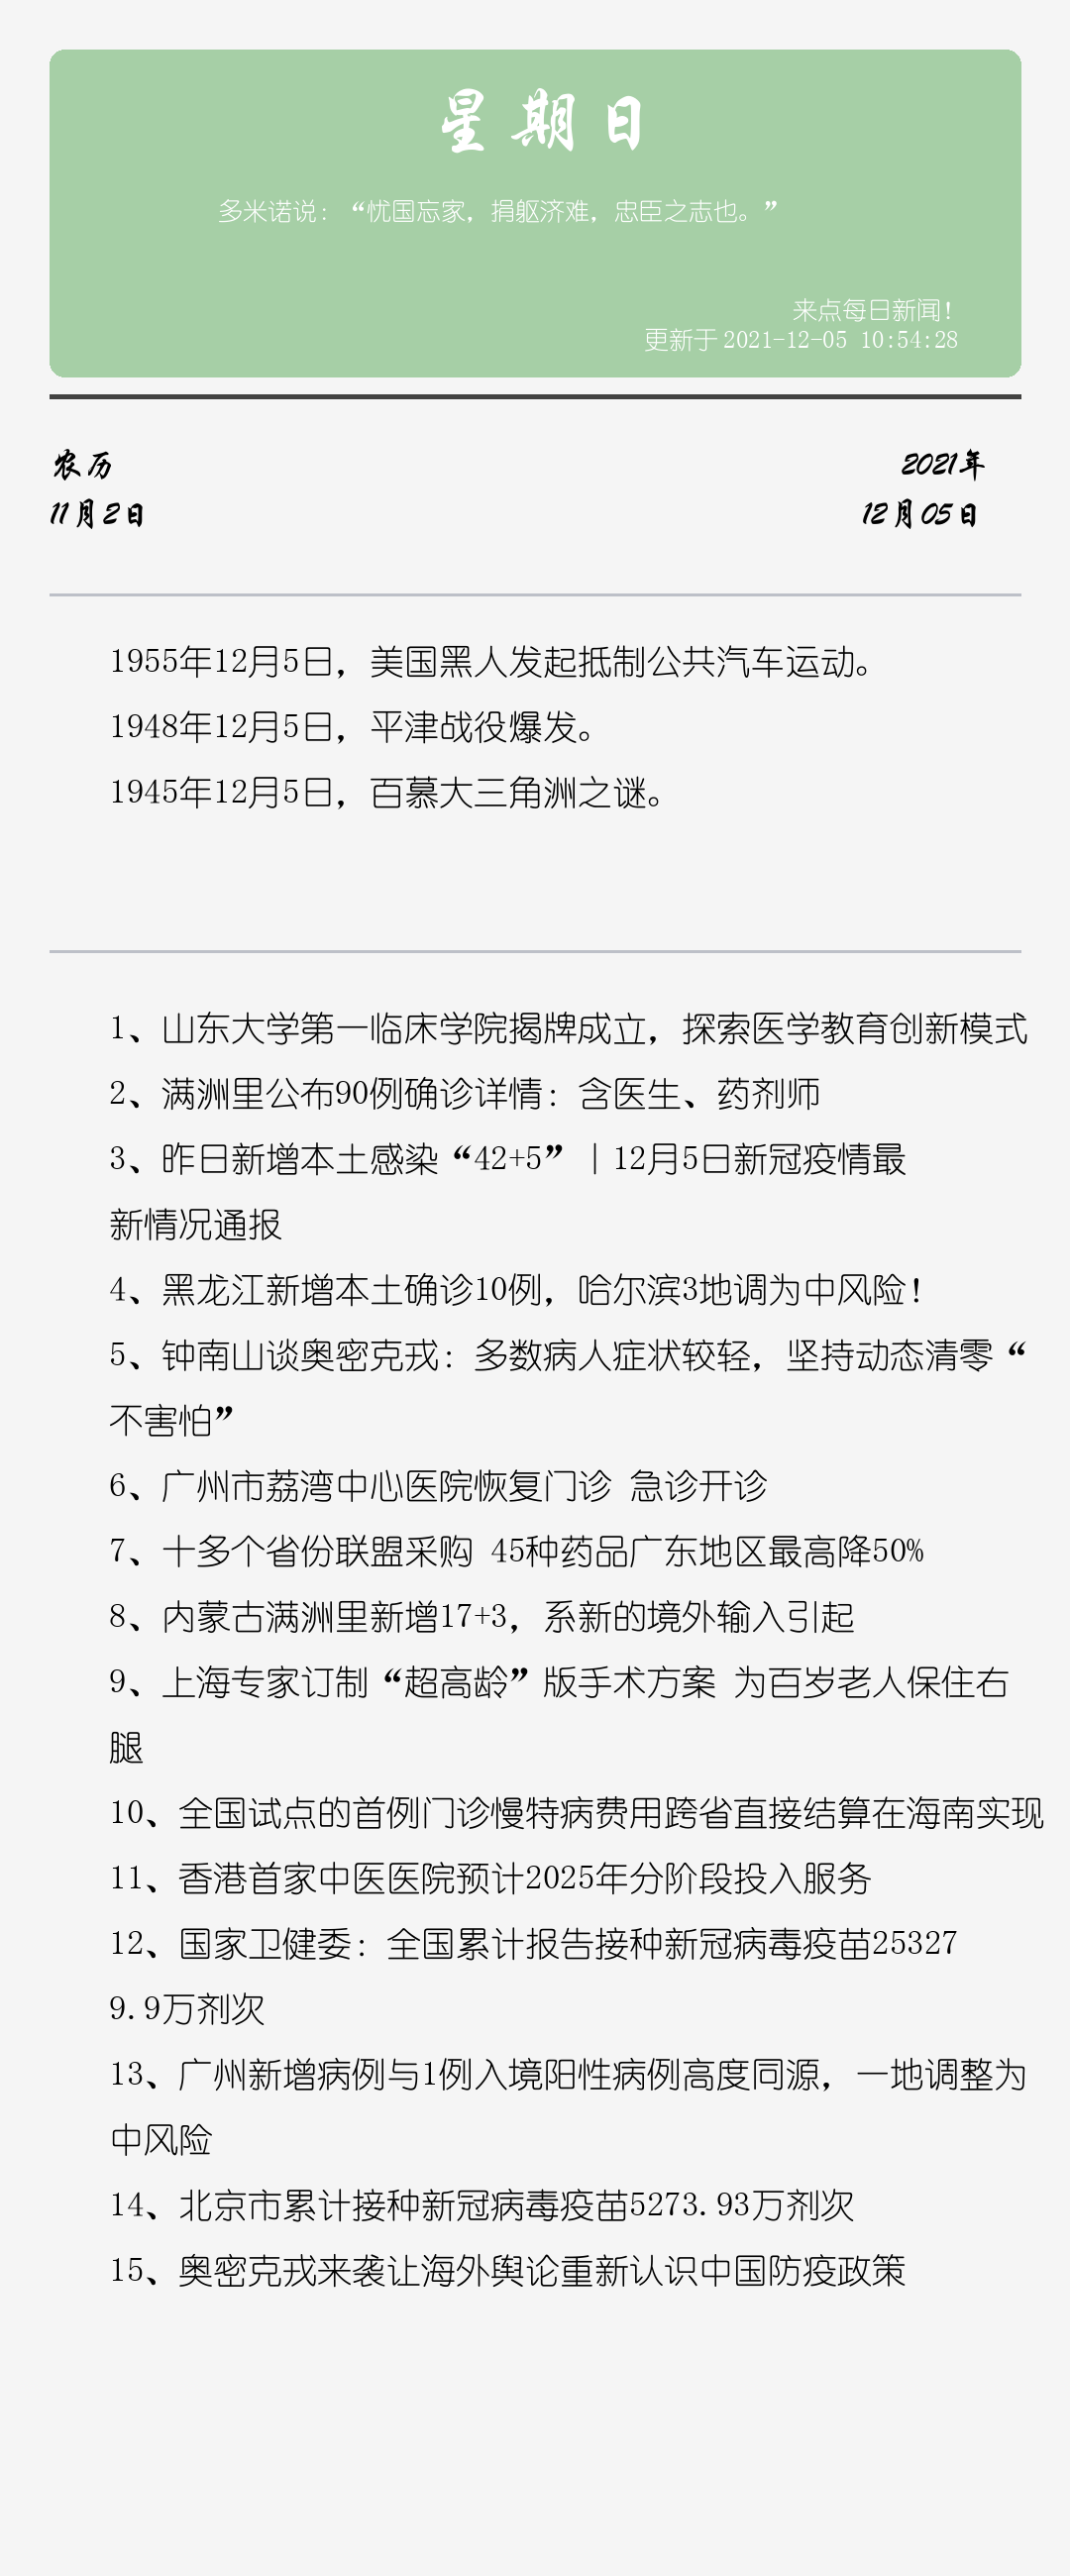 星期日
多米诺说：“忧国忘家，捐躯济难，忠臣之志也。”
来点每日新闻！
更新于2021-12-05 10:54:28
农历
2021年
11月2日
12月05日
1955年12月5日，美国黑人发起抵制公共汽车运动。
1948年12月5日，平津战役爆发。
1945年12月5日，百慕大三角洲之谜。
1、山东大学第一临床学院揭牌成立，探索医学教育创新模式
2、满洲里公布90例确诊详情：含医生、药剂师
3、昨日新增本土感染“42+5”｜12月5日新冠疫情最
新情况通报
4、黑龙江新增本土确诊10例，哈尔滨3地调为中风险！
5、钟南山谈奥密克戎：多数病人症状较轻，坚持动态清零“
不害怕”
6、广州市荔湾中心医院恢复门诊 急诊开诊
7、十多个省份联盟采购 45种药品广东地区最高降50%
8、内蒙古满洲里新增17+3，系新的境外输入引起
9、上海专家订制“超高龄”版手术方案 为百岁老人保住右
腿
10、全国试点的首例门诊慢特病费用跨省直接结算在海南实现
11、香港首家中医医院预计2025年分阶段投入服务
12、国家卫健委：全国累计报告接种新冠病毒疫苗25327
9.9万剂次
13、广州新增病例与1例入境阳性病例高度同源，一地调整为
中风险
14、北京市累计接种新冠病毒疫苗5273.93万剂次
15、奥密克戎来袭让海外舆论重新认识中国防疫政策